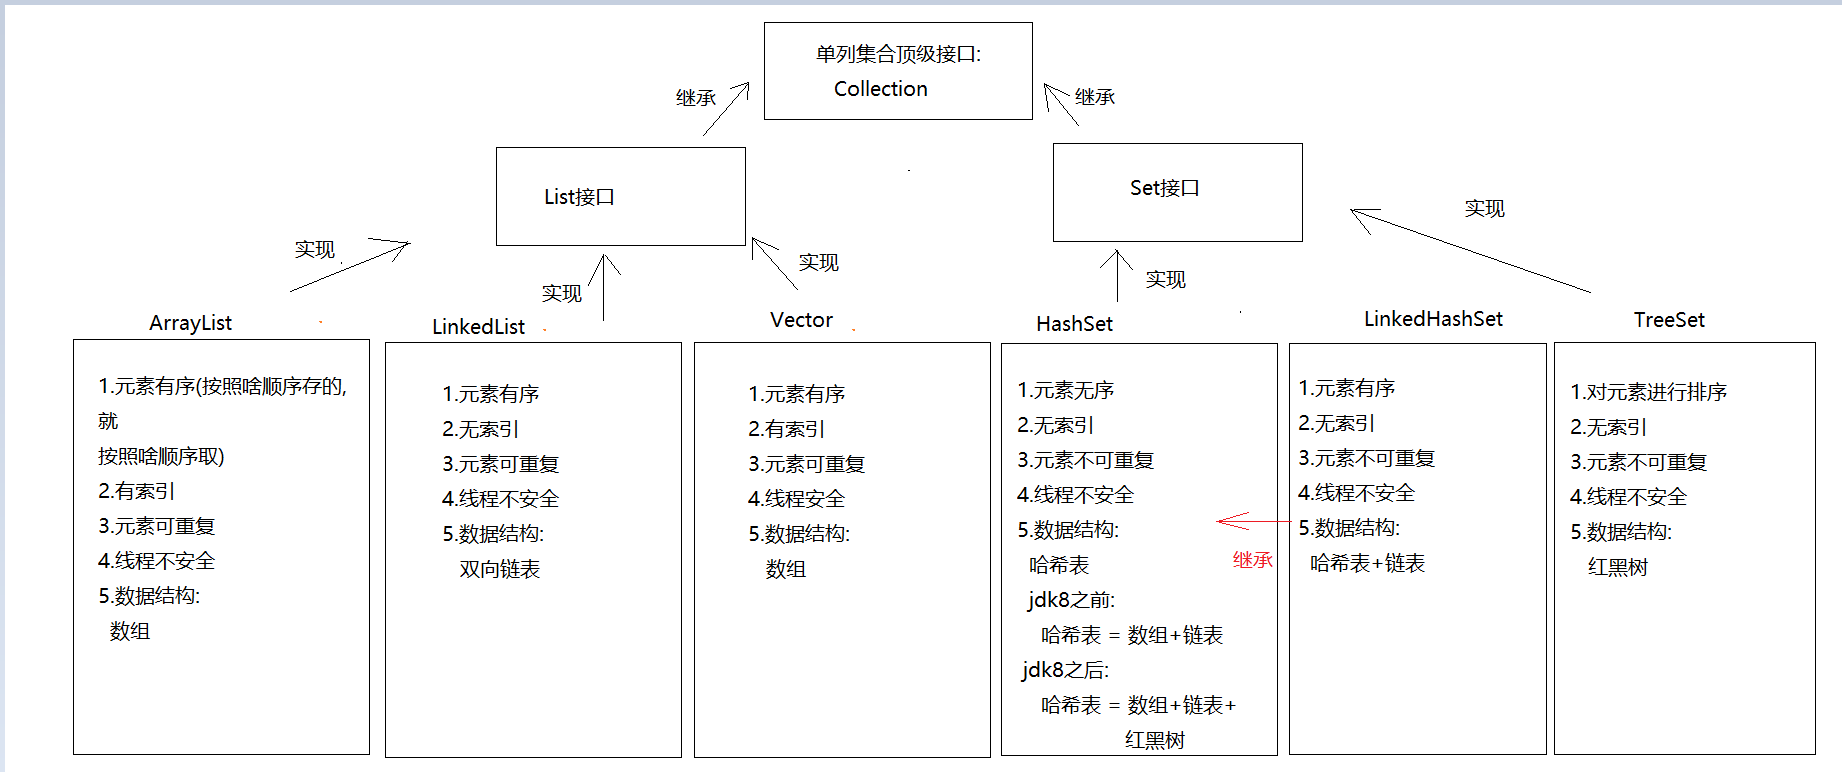 单列集合顶级接口:
Collection
继承
继承
List接口
Set接口
实现
实现
实现
实现
实现
ArrayList
1.元素有序(按照啥顺序存的,
就
按照啥顺序取)
2.有索引
3.元素可重复
4.线程不安全
5.数据结构:
数组
LinkedList
1.元素有序
2.无索引
3.元素可重复
4.线程不安全
5.数据结构:
双向链表
Vector
1.元素有序
2.有索引
3.元素可重复
4.线程安全
5.数据结构:
数组
HashSet
1.元素无序
2.无索引
3.元素不可重复
4.线程不安全
5.数据结构:
哈希表
jdk8之前:
哈希表 = 数组+链表
jdk8之后:
哈希表 = 数组+链表+
红黑树
继承
LinkedHashSet
1.元素有序
2.无索引
3.元素不可重复
4.线程不安全
5.数据结构:
哈希表+链表
TreeSet
1.对元素进行排序
2.无索引
3.元素不可重复
4.线程不安全
5.数据结构:
红黑树